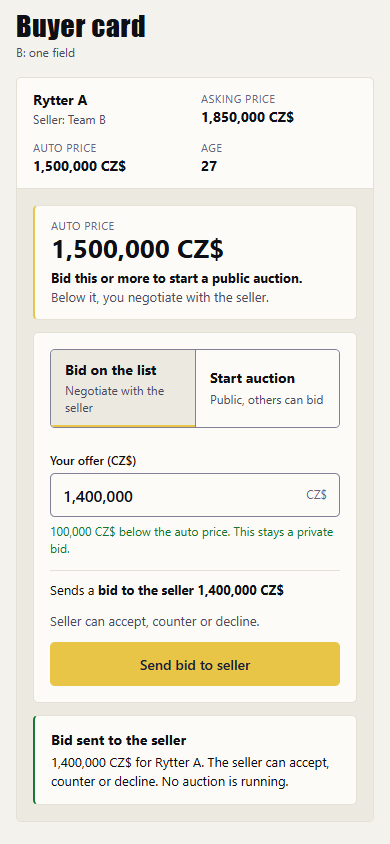 Buyer card
B: one field
Rytter A
Seller: Team B
ASKING PRICE
1,850,000 CZ$
AUTO PRICE
1,500,000 CZ$
AGE
27
AUTO PRICE
1,500,000 CZ$
Bid this or more to start a public auction.
Below it, you negotiate with the seller.
Bid on the list
Negotiate with the
seller
Start auction
Public, others can bid
Your offer (CZ$)
1,400,000 CZ$
100,000 CZ$ below the auto price. This stays a private
bid.
Sends a bid to the seller 1,400,000 CZ$
Seller can accept, counter or decline.
Send bid to seller
Bid sent to the seller
1,400,000 CZ$ for Rytter A. The seller can accept,
counter or decline. No auction is running.